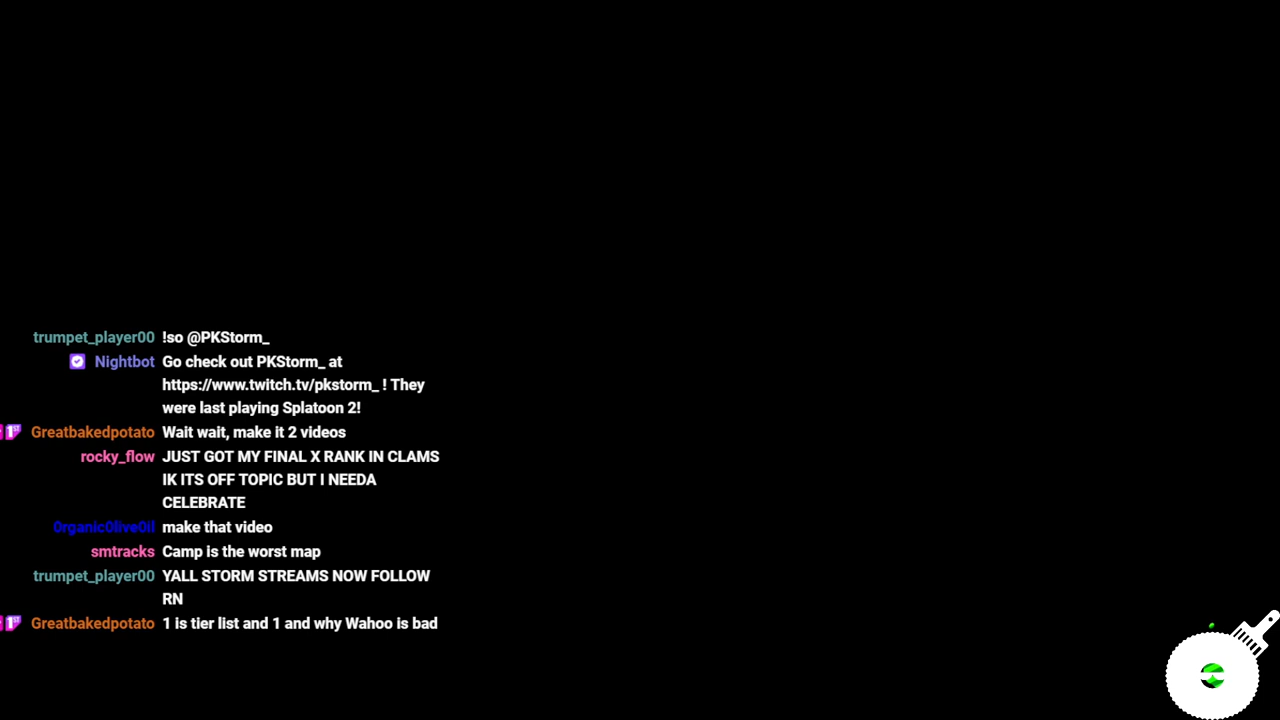 trumpet_player00 !so @PKStorm_
Nightbot Go check out PKStorm_ at
https://www.twitch.tv/pkstorm_ ! They
were last playing Splatoon 2!
Greatbakedpotato Wait wait, make it 2 videos
rocky_flow JUST GOT MY FINAL X RANK IN CLAMS
IK ITS OFF TOPIC BUT I NEEDA
CELEBRATE
0rganic0live0il make that video
smtracks Camp is the worst map
trumpet_player00 YALL STORM STREAMS NOW FOLLOW
RN
Greatbakedpotato 1 is tier list and 1 and why Wahoo is bad